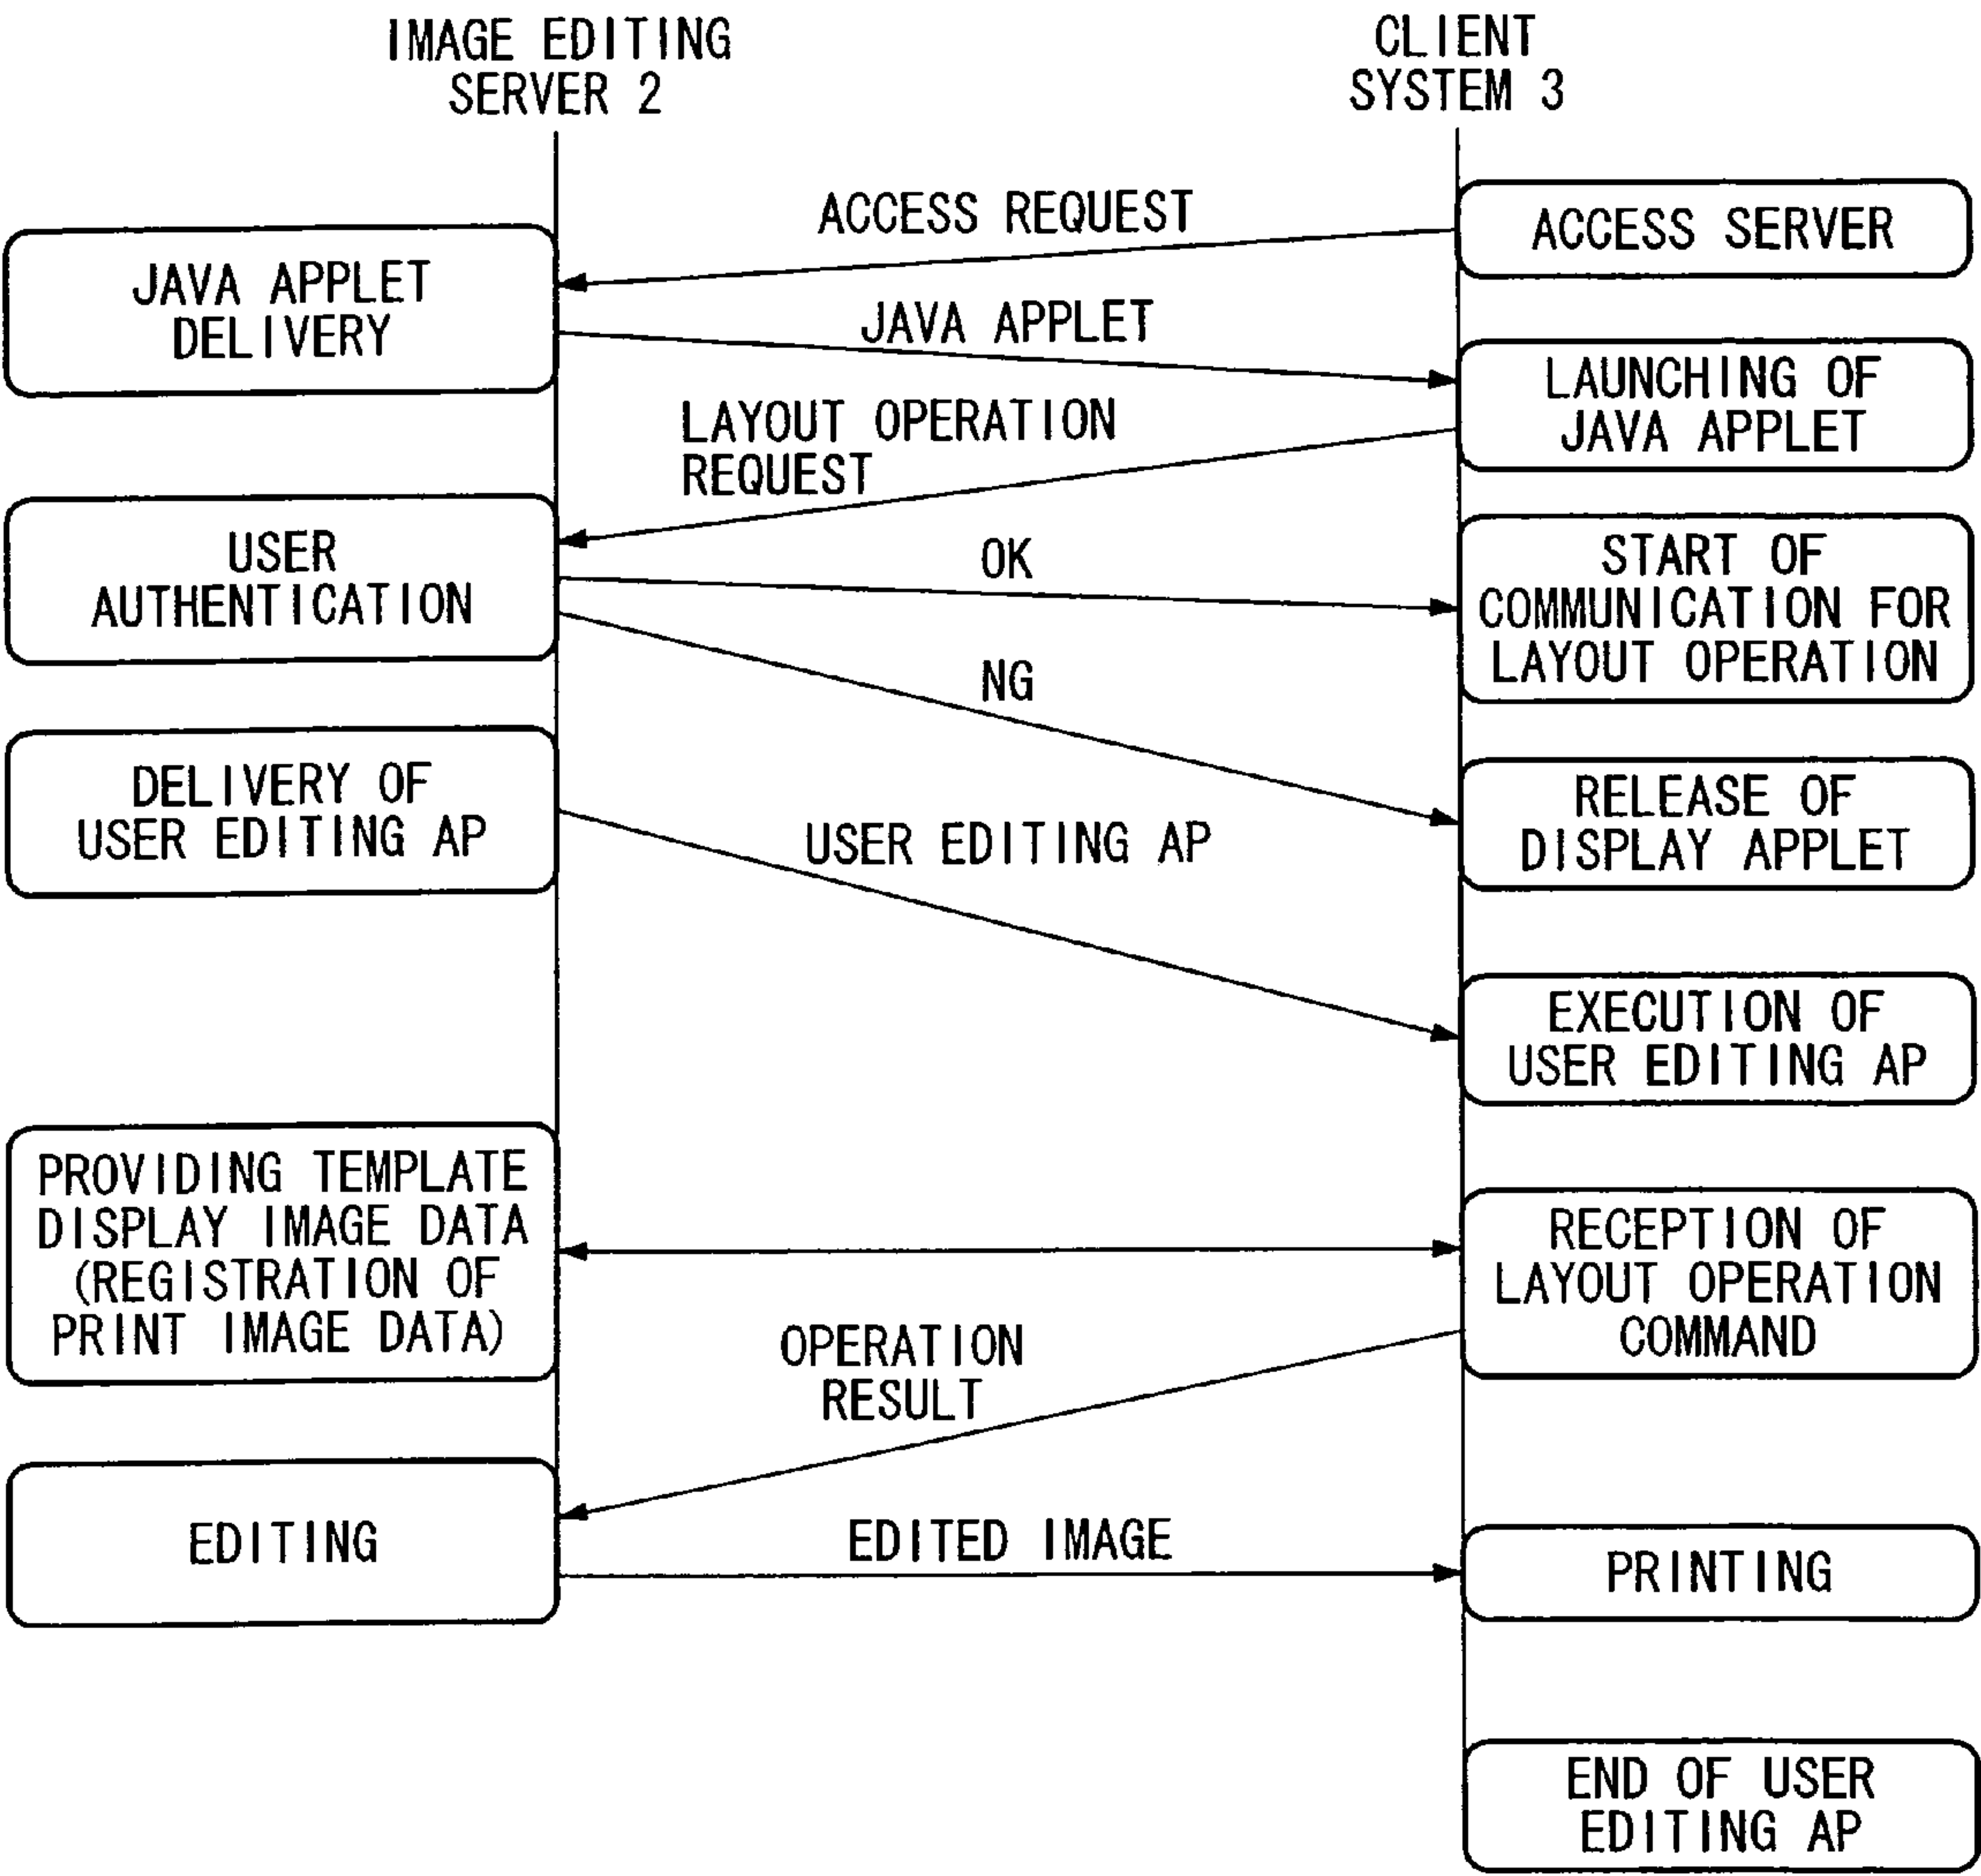 IMAGE EDITING
SERVER 2
CLIENT
SYSTEM 3
ACCESS REQUEST
ACCESS SERVER
JAVA APPLET
DELIVERY
JAVA APPLET
LAUNCHING OF
JAVA APPLET
LAYOUT OPERATION
REQUEST
USER
AUTHENTICATION
OK
START OF
COMMUNICATION FOR
LAYOUT OPERATION
NG
DELIVERY OF
USER EDITING AP
RELEASE OF
DISPLAY APPLET
USER EDITING AP
EXECUTION OF
USER EDITING AP
PROVIDING TEMPLATE
DISPLAY IMAGE DATA
(REGISTRATION OF
PRINT IMAGE DATA)
RECEPTION OF
LAYOUT OPERATION
COMMAND
OPERATION
RESULT
EDITING
EDITED IMAGE
PRINTING
END OF USER
EDITING AP